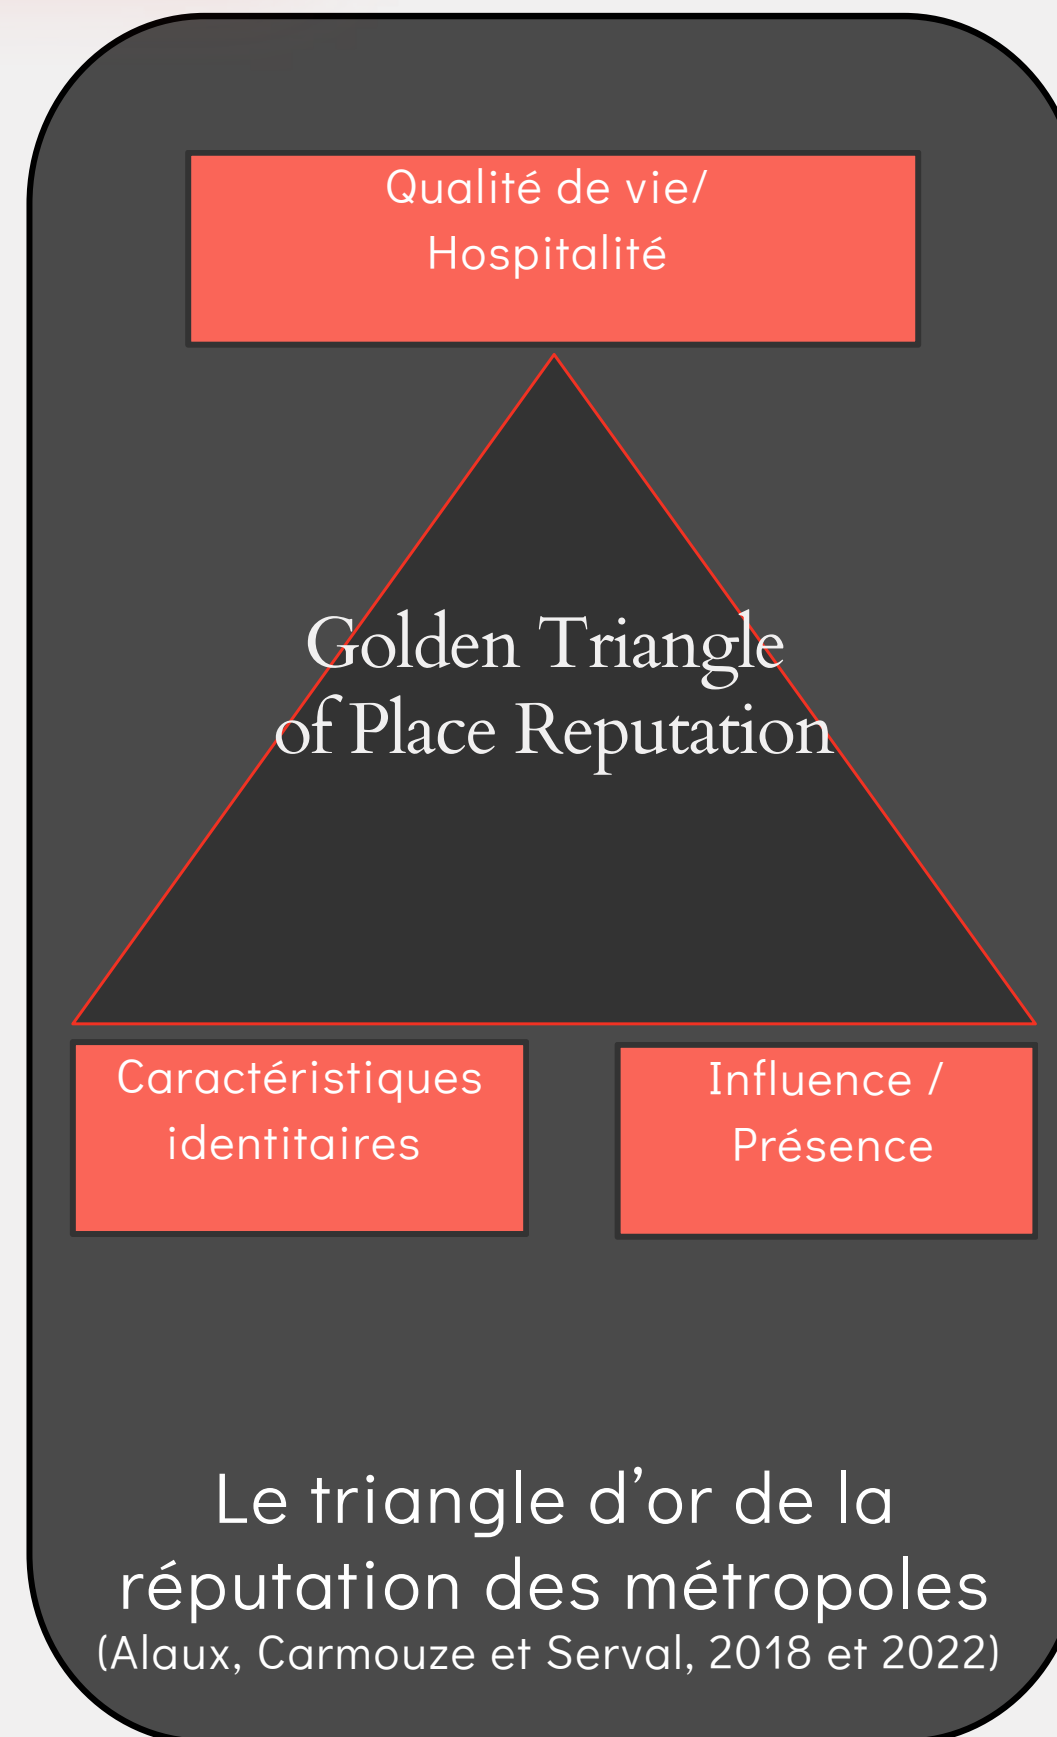 Qualité de vie/
Hospitalité
Golden Triangle
of Place Reputation
Caractéristiques
identitaires
Influence /
Présence
Le triangle d’or de la
réputation des métropoles
(Alaux, Carmouze et Serval, 2018 et 2022)